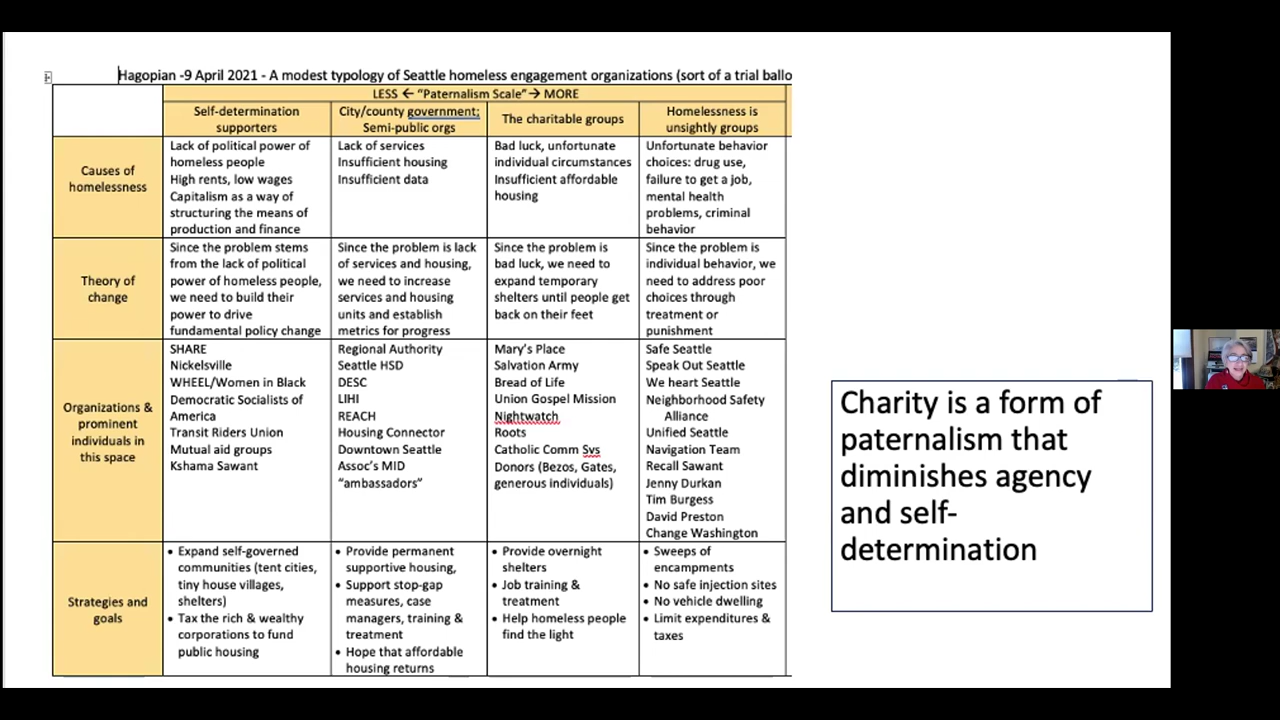 Hagopian -9 April 2021 - A modest typology of Seattle homeless engagement organizations (sort of a trial ballo
LESS ← “Paternalism Scale”→ MORE
Self-determination
supporters
City/county government;
Semi-public orgs
The charitable groups
Homelessness is
unsightly groups
Causes of
homelessness
Lack of political power of
homeless people
High rents, low wages
Capitalism as a way of
structuring the means of
production and finance
Lack of services
Insufficient housing
Insufficient data
Bad luck, unfortunate
individual circumstances
Insufficient affordable
housing
Unfortunate behavior
choices: drug use,
failure to get a job,
mental health
problems, criminal
behavior
Theory of
change
Since the problem stems
from the lack of political
power of homeless people,
we need to build their
power to drive
fundamental policy change
Since the problem is lack
of services and housing,
we need to increase
services and housing
units and establish
metrics for progress
Since the problem is
bad luck, we need to
expand temporary
shelters until people get
back on their feet
Since the problem is
individual behavior, we
need to address poor
choices through
treatment or
punishment
Organizations &
prominent
individuals in
this space
SHARE
Nickelsville
WHEEL/Women in Black
Democratic Socialists of
America
Transit Riders Union
Mutual aid groups
Kshama Sawant
Regional Authority
Seattle HSD
DESC
LIHI
REACH
Housing Connector
Downtown Seattle
Assoc’s MID
“ambassadors”
Mary’s Place
Salvation Army
Bread of Life
Union Gospel Mission
Nightwatch
Roots
Catholic Comm Svs
Donors (Bezos, Gates,
generous individuals)
Safe Seattle
Speak Out Seattle
We heart Seattle
Neighborhood Safety
Alliance
Unified Seattle
Navigation Team
Recall Sawant
Jenny Durkan
Tim Burgess
David Preston
Change Washington
Strategies and
goals
• Expand self-governed
communities (tent cities,
tiny house villages,
shelters)
• Tax the rich & wealthy
corporations to fund
public housing
• Provide permanent
supportive housing,
• Support stop-gap
measures, case
managers, training &
treatment
• Hope that affordable
housing returns
• Provide overnight
shelters
• Job training &
treatment
• Help homeless people
find the light
• Sweeps of
encampments
• No safe injection sites
• No vehicle dwelling
• Limit expenditures &
taxes
Charity is a form of
paternalism that
diminishes agency
and self-
determination